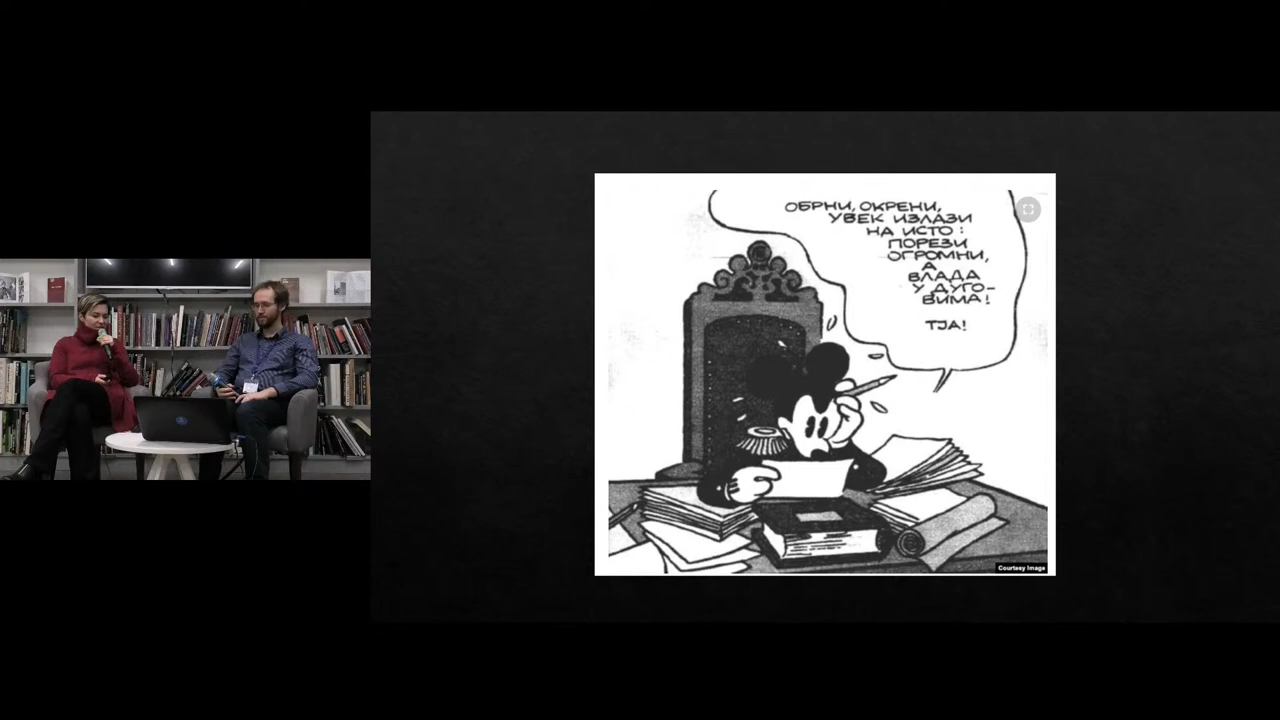 ОБРНИ, ОКРЕНИ,
УВЕК ИЗЛАЗИ
НА ИСТО:
ПОРЕЗИ
ОГРОМНИ,
А
ВЛАДА
У ДУГО-
ВИМА!
ТЈА!
Courtesy Image